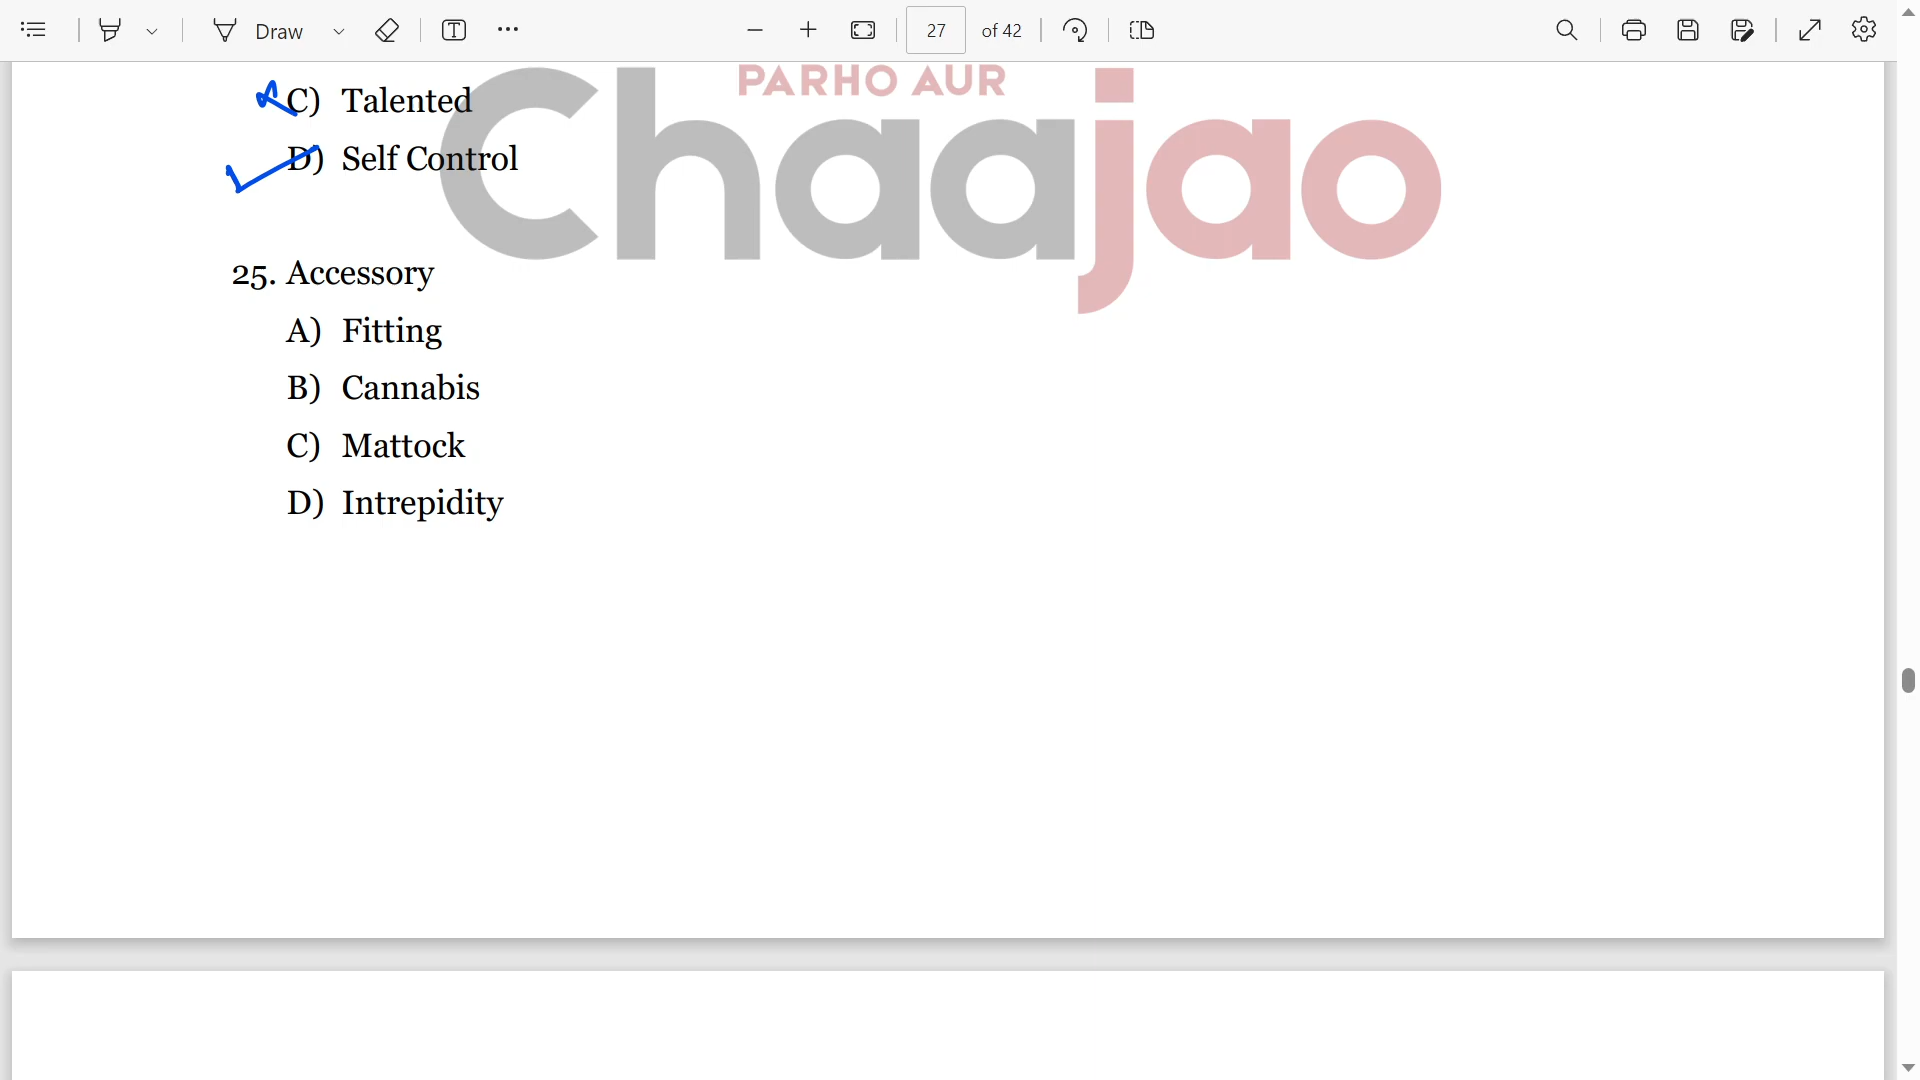 Draw
27 of 42
PARHO AUR
Chaajao
C) Talented
D) Self Control
25. Accessory
A) Fitting
B) Cannabis
C) Mattock
D) Intrepidity